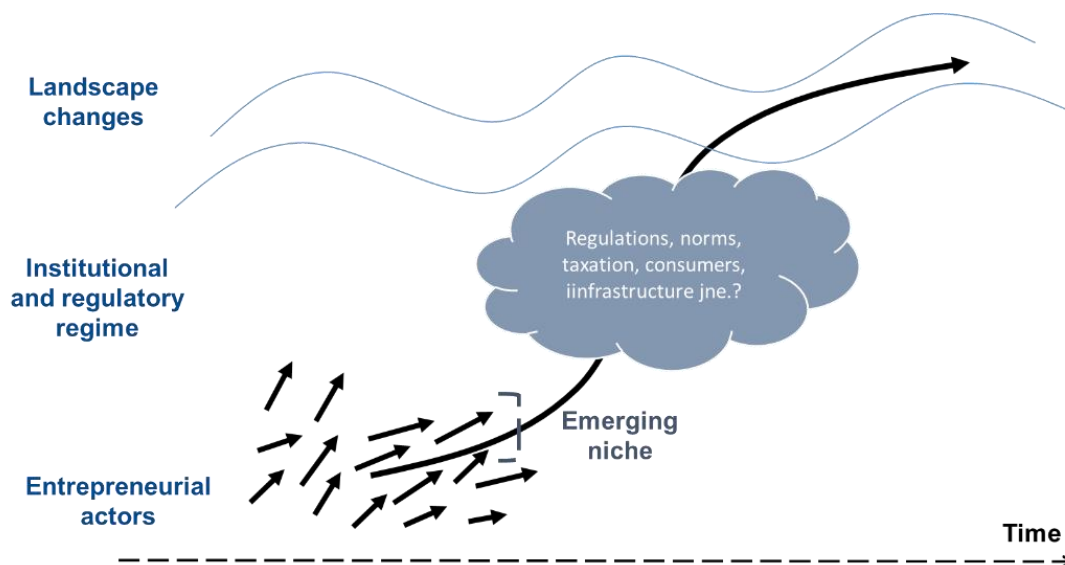 Landscape
changes
Regulations, norms,
taxation, consumers,
iinfrastructure jne.?
Institutional
and regulatory
regime
Emerging
niche
Entrepreneurial
actors
Time